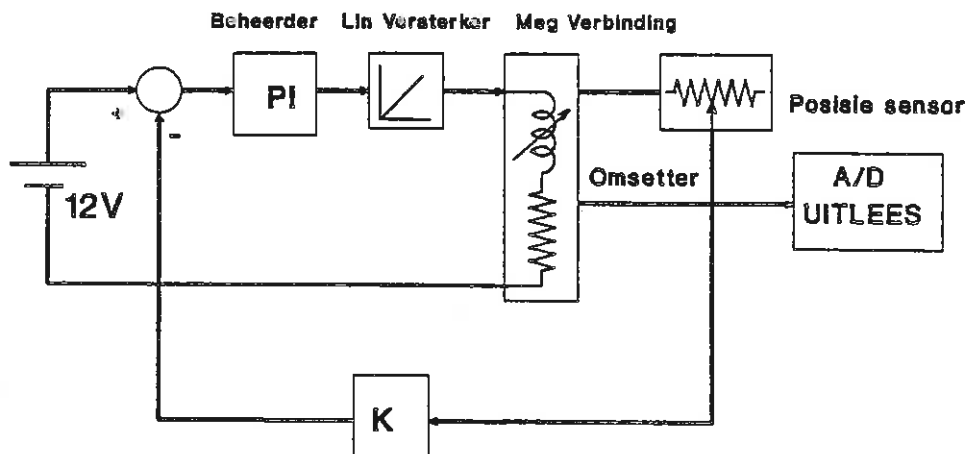 Beheerder Lin Versterker Meg Verbinding
PI
Posisie sensor
+
-
12V
Omsetter
A/D
UITLEES
K